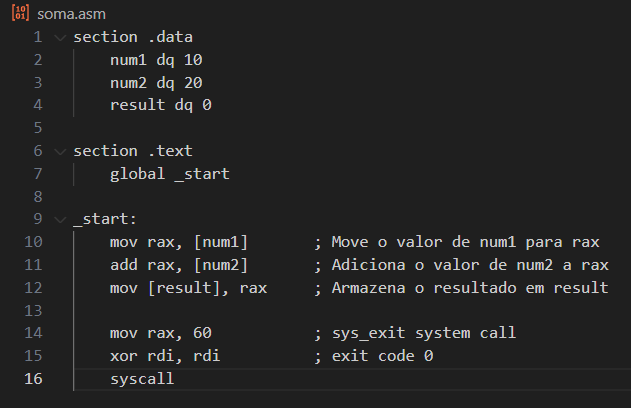 10 01 soma.asm
1 section .data
2 num1 dq 10
3 num2 dq 20
4 result dq 0
5
6 section .text
7 global _start
8
9 _start:
10 mov rax, [num1] ; Move o valor de num1 para rax
11 add rax, [num2] ; Adiciona o valor de num2 a rax
12 mov [result], rax ; Armazena o resultado em result
13
14 mov rax, 60 ; sys_exit system call
15 xor rdi, rdi ; exit code 0
16 syscall